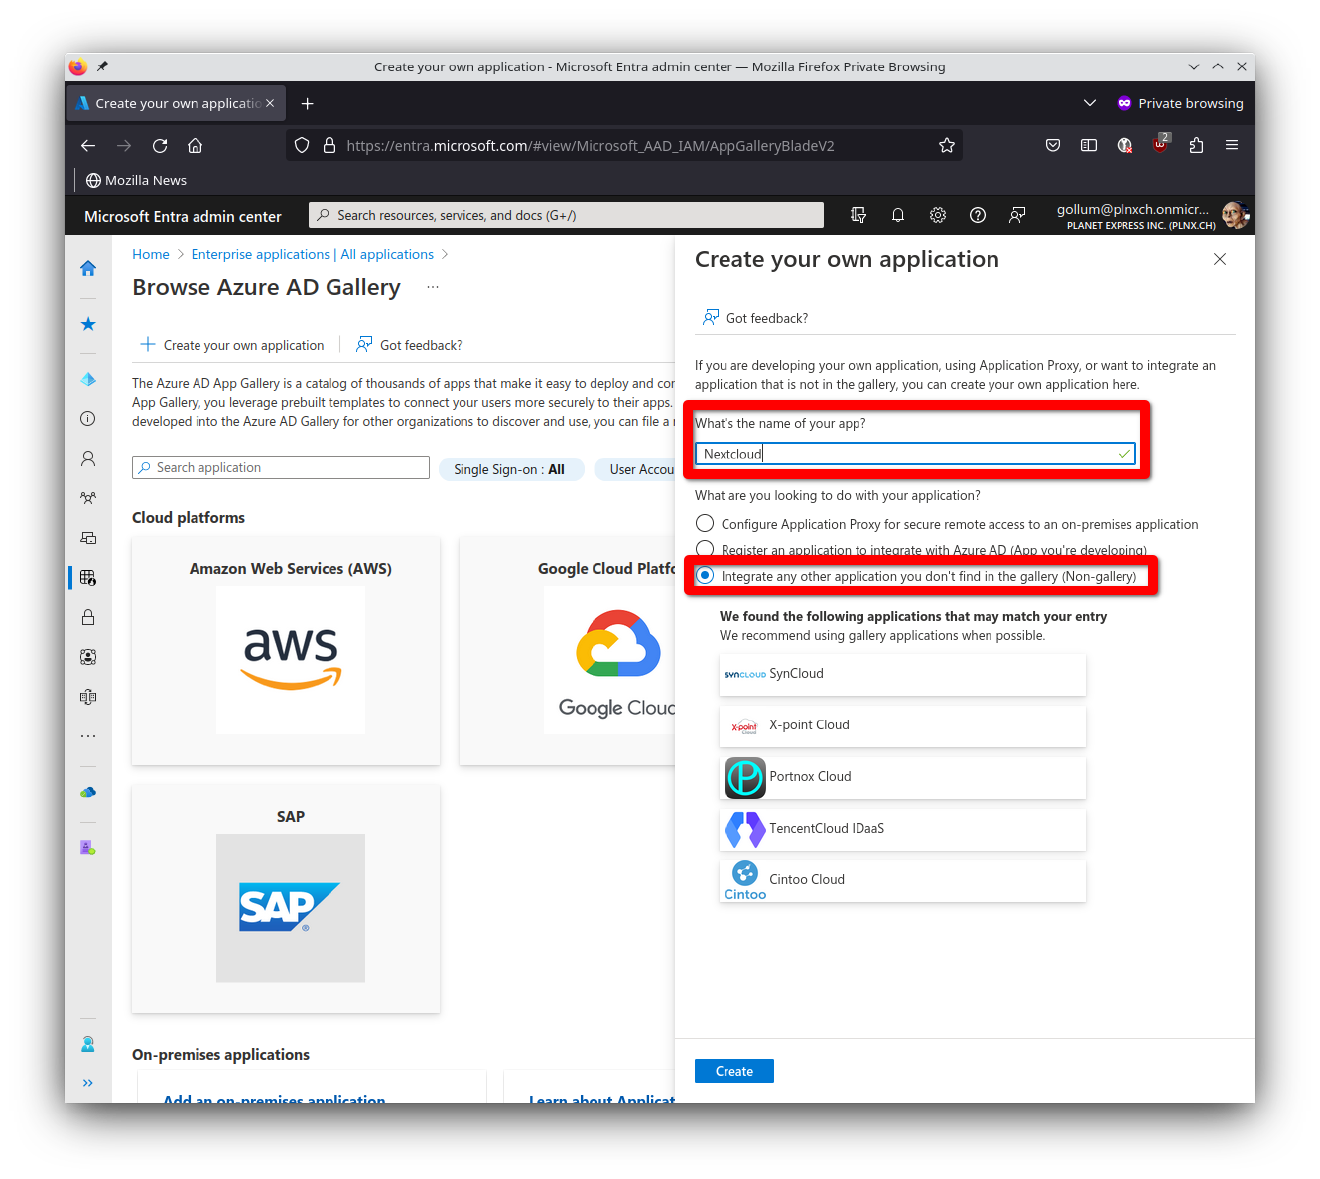 Create your own application - Microsoft Entra admin center — Mozilla Firefox Private Browsing
Create your own applicatio
Private browsing
https://entra.microsoft.com/#view/Microsoft_AAD_IAM/AppGalleryBladeV2
2
Mozilla News
Microsoft Entra admin center
Search resources, services, and docs (G+/)
gollum@plnxch.onmicr...
PLANET EXPRESS INC. (PLNX.CH)
Home > Enterprise applications | All applications >
Browse Azure AD Gallery ...
Create your own application
Got feedback?
The Azure AD App Gallery is a catalog of thousands of apps that make it easy to deploy and cor
App Gallery, you leverage prebuilt templates to connect your users more securely to their apps.
developed into the Azure AD Gallery for other organizations to discover and use, you can file a
Search application
Single Sign-on : All
User Accou
Cloud platforms
Amazon Web Services (AWS)
aws
Google Cloud Platfo
Google Cloud
SAP
SAP
On-premises applications
Add an on-premises application
Learn about Applicat
Create your own application
Got feedback?
If you are developing your own application, using Application Proxy, or want to integrate an
application that is not in the gallery, you can create your own application here.
What's the name of your app?
Nextcloud
What are you looking to do with your application?
Configure Application Proxy for secure remote access to an on-premises application
Register an application to integrate with Azure AD (App you're developing)
Integrate any other application you don't find in the gallery (Non-gallery)
We found the following applications that may match your entry
We recommend using gallery applications when possible.
SYNCLOUD SynCloud
X-point Cloud X-point Cloud
Portnox Cloud
TencentCloud IDaaS
Cintoo Cintoo Cloud
Create